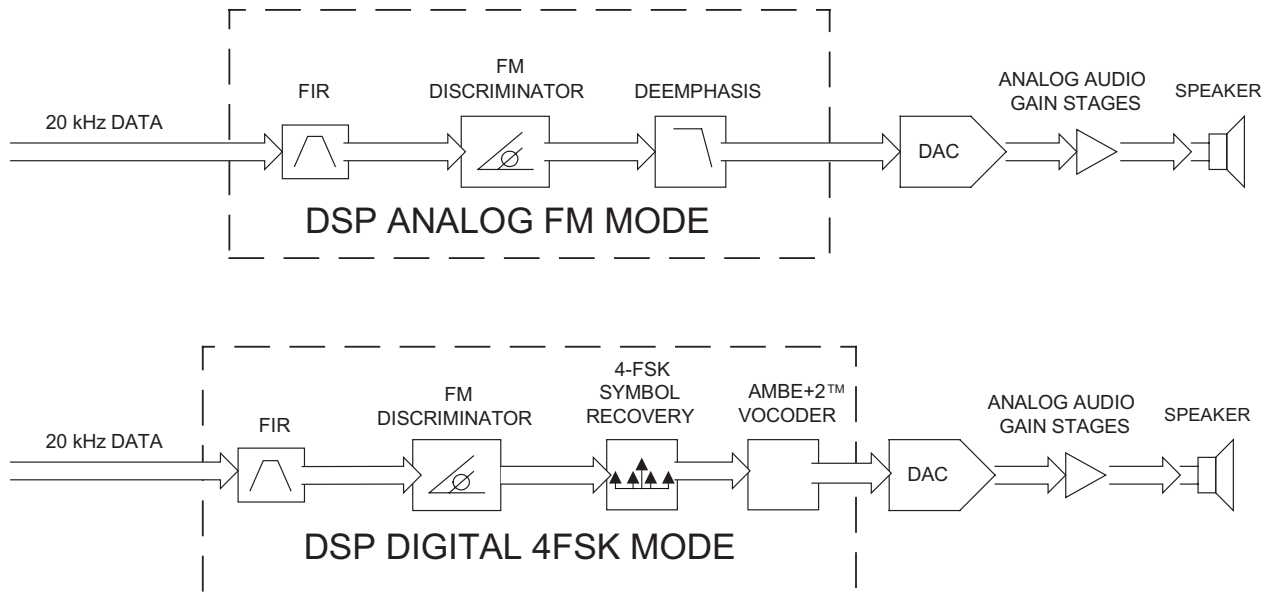 20 kHz DATA
FIR
FM
DISCRIMINATOR
DEEMPHASIS
DAC
ANALOG AUDIO
GAIN STAGES
SPEAKER
DSP ANALOG FM MODE
20 kHz DATA
FIR
FM
DISCRIMINATOR
4-FSK
SYMBOL
RECOVERY
AMBE+2™
VOCODER
DAC
ANALOG AUDIO
GAIN STAGES
SPEAKER
DSP DIGITAL 4FSK MODE